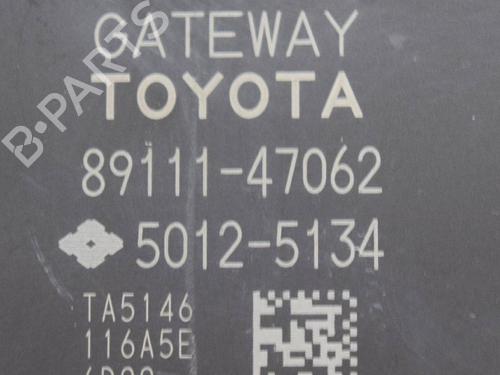 GATEWAY
TOYOTA
89111-47062
5012-5134
TA5146
116A5E
B-PARTS